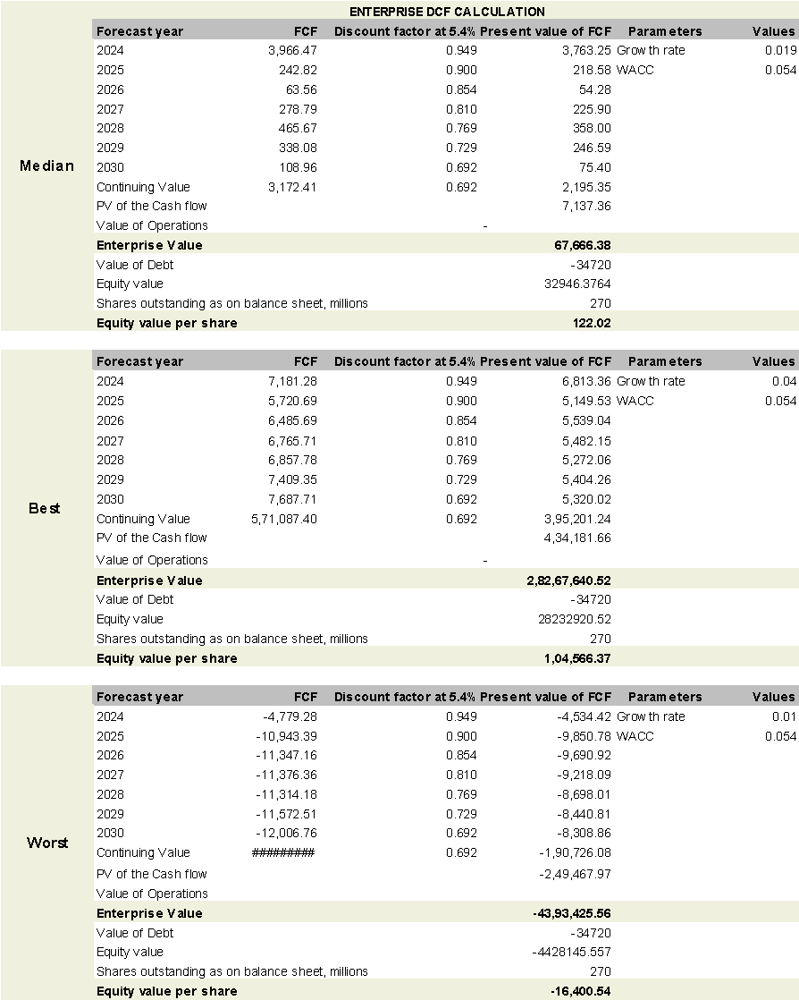 ENTERPRISE DCF CALCULATION
Forecast year FCF Discount factor at 5.4% Present value of FCF Parameters Values
2024 3,966.47 0.949 3,763.25 Growth rate 0.019
2025 242.82 0.900 218.58 WACC 0.054
2026 63.56 0.854 54.28
2027 278.79 0.810 225.90
2028 465.67 0.769 358.00
2029 338.08 0.729 246.59
Median
2030 108.96 0.692 75.40
Continuing Value 3,172.41 0.692 2,195.35
PV of the Cash flow 7,137.36
Value of Operations -
Enterprise Value 67,666.38
Value of Debt -34720
Equity value 32946.3764
Shares outstanding as on balance sheet, millions 270
Equity value per share 122.02
Forecast year FCF Discount factor at 5.4% Present value of FCF Parameters Values
2024 7,181.28 0.949 6,813.36 Growth rate 0.04
2025 5,720.69 0.900 5,149.53 WACC 0.054
2026 6,485.69 0.854 5,539.04
2027 6,765.71 0.810 5,482.15
2028 6,857.78 0.769 5,272.06
2029 7,409.35 0.729 5,404.26
2030 7,687.71 0.692 5,320.02
Best
Continuing Value 5,71,087.40 0.692 3,95,201.24
PV of the Cash flow 4,34,181.66
Value of Operations -
Enterprise Value 2,82,67,640.52
Value of Debt -34720
Equity value 28232920.52
Shares outstanding as on balance sheet, millions 270
Equity value per share 1,04,566.37
Forecast year FCF Discount factor at 5.4% Present value of FCF Parameters Values
2024 -4,779.28 0.949 -4,534.42 Growth rate 0.01
2025 -10,943.39 0.900 -9,850.78 WACC 0.054
2026 -11,347.16 0.854 -9,690.92
2027 -11,376.36 0.810 -9,218.09
2028 -11,314.18 0.769 -8,698.01
2029 -11,572.51 0.729 -8,440.81
2030 -12,006.76 0.692 -8,308.86
Worst
Continuing Value ######### 0.692 -1,90,726.08
PV of the Cash flow -2,49,467.97
Value of Operations
Enterprise Value -43,93,425.56
Value of Debt -34720
Equity value -4428145.557
Shares outstanding as on balance sheet, millions 270
Equity value per share -16,400.54